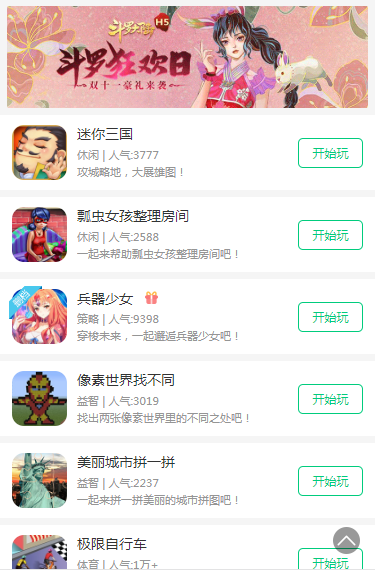 斗罗大陆H5
斗罗狂欢日
双十一豪礼来袭
迷你三国
休闲 | 人气:3777
攻城略地，大展雄图！
开始玩
瓢虫女孩整理房间
休闲 | 人气:2588
一起来帮助瓢虫女孩整理房间吧！
开始玩
兵器少女
策略 | 人气:9398
穿梭未来，一起邂逅兵器少女吧！
开始玩
像素世界找不同
益智 | 人气:3019
找出两张像素世界里的不同之处吧！
开始玩
美丽城市拼一拼
益智 | 人气:2237
一起来拼一拼美丽的城市拼图吧！
开始玩
极限自行车
体育 | 人气:1万+
开始玩